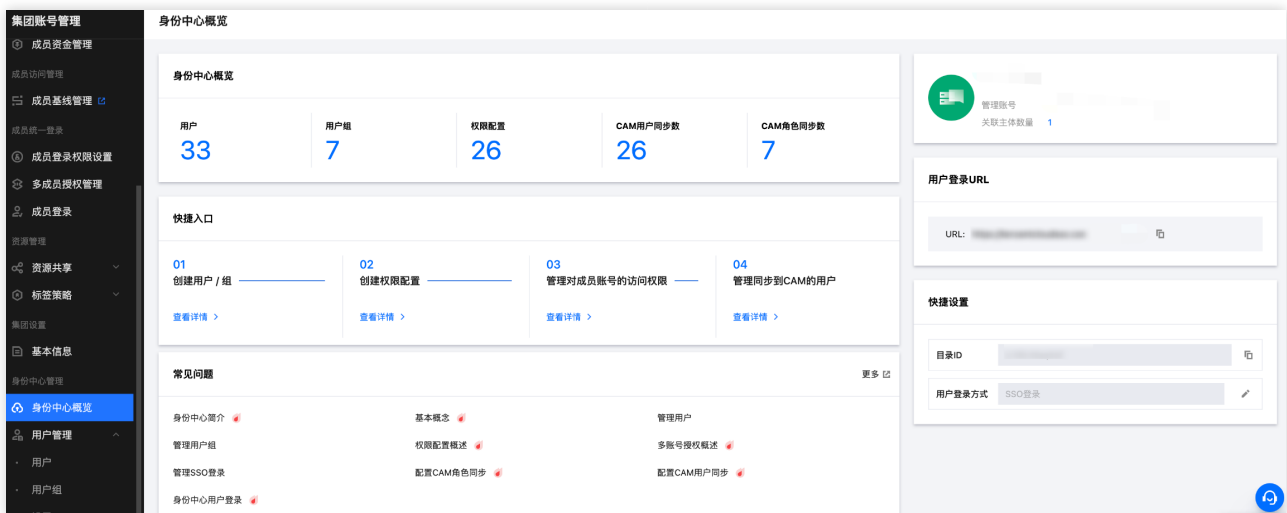 集团账号管理
成员资金管理
成员访问管理
成员基线管理
成员统一登录
成员登录权限设置
多成员授权管理
成员登录
资源管理
资源共享
标签策略
集团设置
基本信息
身份中心管理
身份中心概览
用户管理
用户
用户组
身份中心概览
身份中心概览
用户 用户组 权限配置 CAM用户同步数 CAM角色同步数
33 7 26 26 7
快捷入口
01 02 03 04
创建用户 / 组 创建权限配置 管理对成员账号的访问权限 管理同步到CAM的用户
查看详情 查看详情 查看详情 查看详情
常见问题 更多
身份中心简介 基本概念 管理用户
管理用户组 权限配置概述 多账号授权概述
管理SSO登录 配置CAM角色同步 配置CAM用户同步
身份中心用户登录
管理账号
关联主体数量 1
用户登录URL
URL:
快捷设置
目录ID
用户登录方式 SSO登录